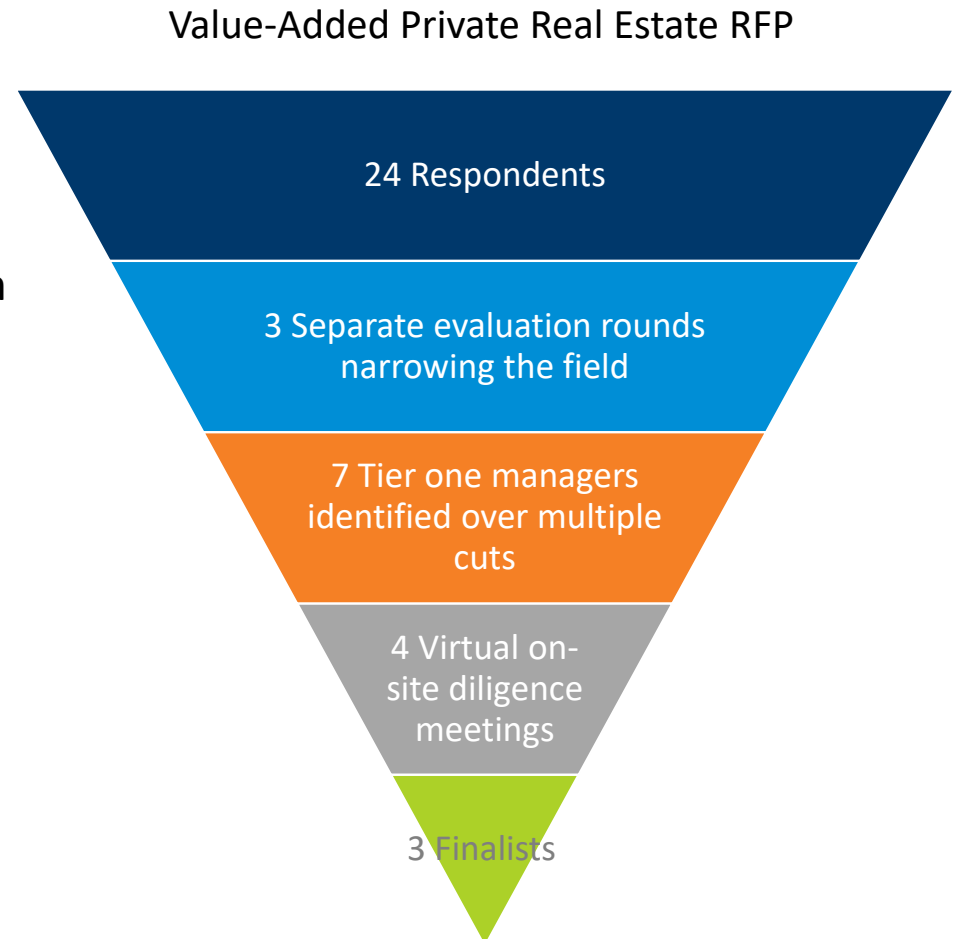 Value-Added Private Real Estate RFP
24 Respondents
3 Separate evaluation rounds
narrowing the field
7 Tier one managers
identified over multiple
cuts
4 Virtual on-
site diligence
meetings
3 Finalists